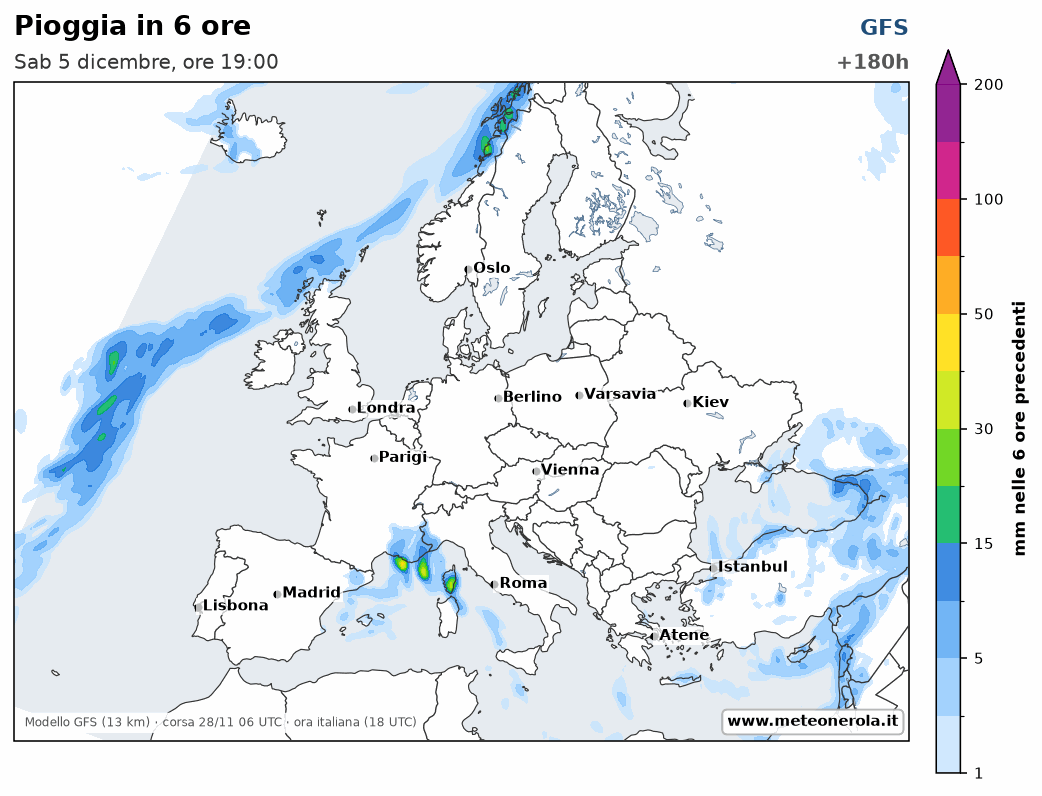 Pioggia in 6 ore
GFS
Sab 5 dicembre, ore 19:00
+180h
200
100
50
30
15
5
1
mm nelle 6 ore precedenti
Oslo
Berlino
Varsavia
Kiev
Londra
Parigi
Vienna
Istanbul
Roma
Madrid
Lisbona
Atene
Modello GFS (13 km) · corsa 28/11 06 UTC · ora italiana (18 UTC)
www.meteonerola.it